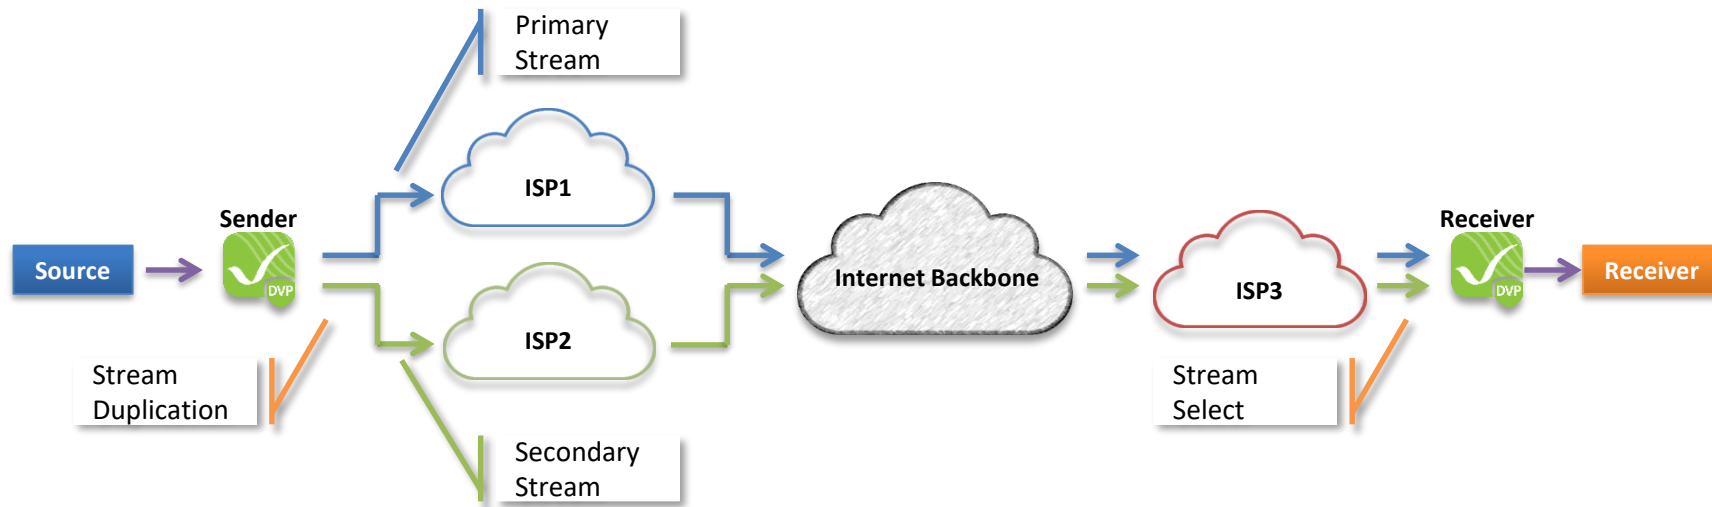 Primary
Stream
ISP1
Sender
DVP
Source
Stream
Duplication
ISP2
Secondary
Stream
Internet Backbone
ISP3
Receiver
DVP
Receiver
Stream
Select